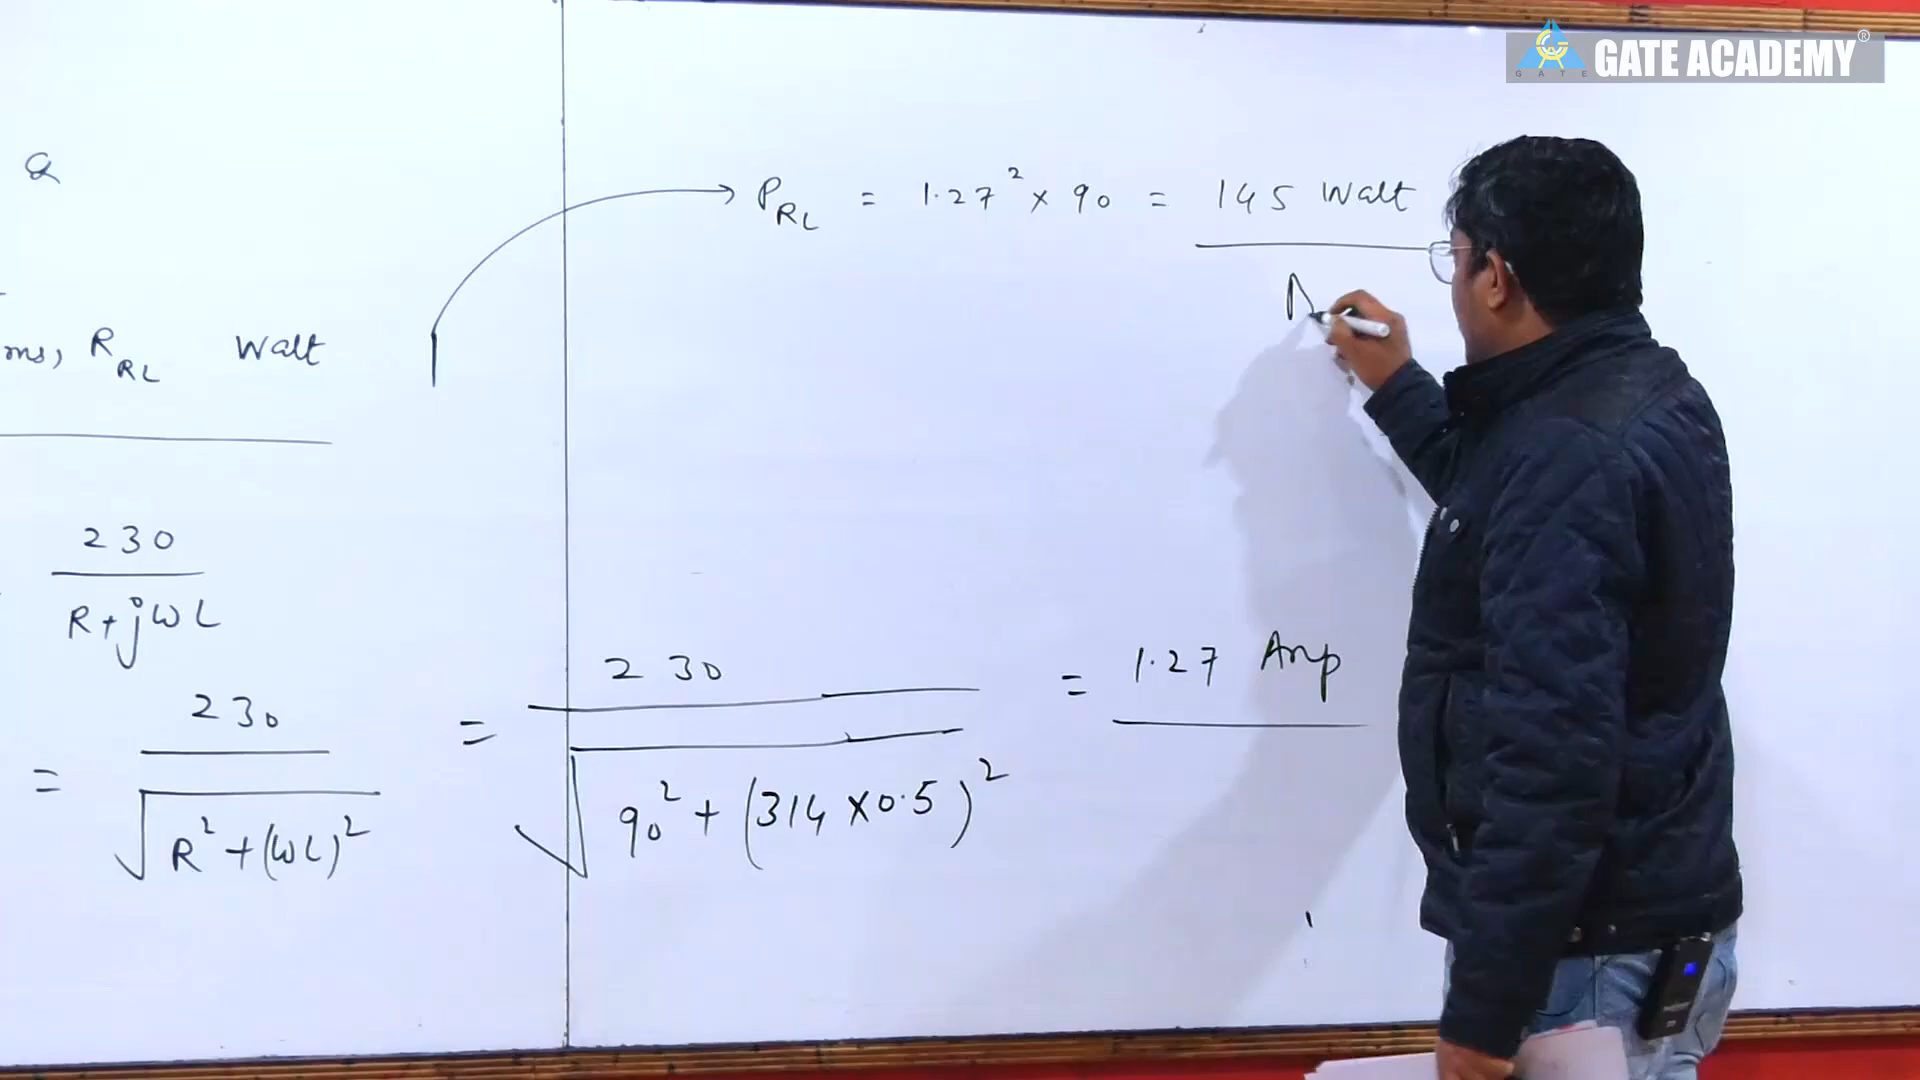 GATE ACADEMY®
GATE
Q
P_RL = 1.27² × 90 = 145 Watt
ms, R_RL Watt
230
R+jωL
230
= √R²+(ωL)²
= 230
√90²+(314×0.5)²
= 1.27 Amp